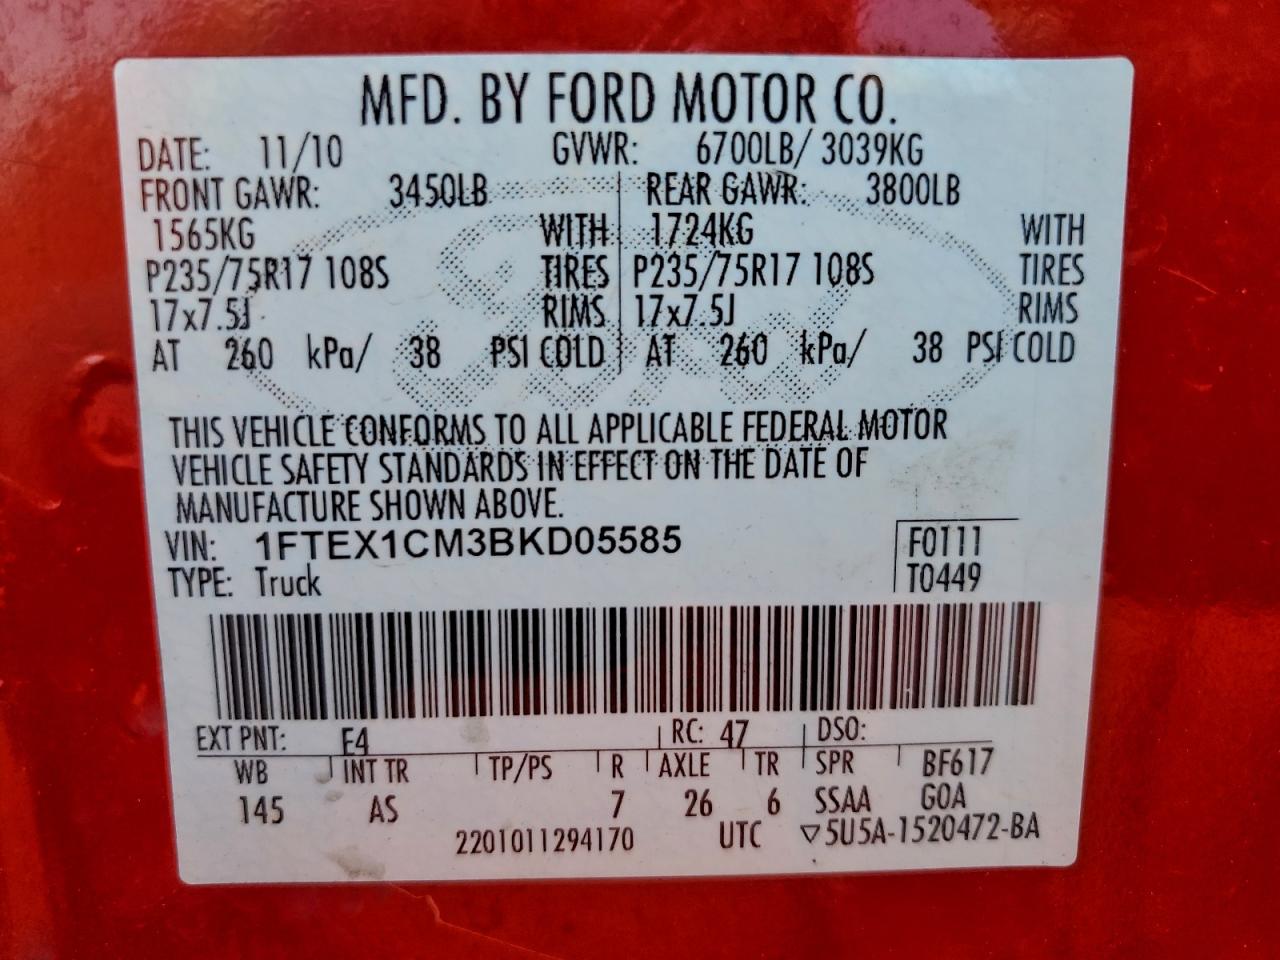 MFD. BY FORD MOTOR CO.
DATE: 11/10 GVWR: 6700LB/ 3039KG
FRONT GAWR: 3450LB REAR GAWR: 3800LB
1565KG WITH 1724KG WITH
P235/75R17 108S TIRES P235/75R17 108S TIRES
17x7.5J RIMS 17x7.5J RIMS
AT 260 kPa/ 38 PSI COLD AT 260 kPa/ 38 PSI COLD
THIS VEHICLE CONFORMS TO ALL APPLICABLE FEDERAL MOTOR
VEHICLE SAFETY STANDARDS IN EFFECT ON THE DATE OF
MANUFACTURE SHOWN ABOVE.
VIN: 1FTEX1CM3BKD05585 F0111
TYPE: Truck T0449
EXT PNT: E4 RC: 47 DSO:
WB INT TR TP/PS R AXLE TR SPR BF617
145 AS 7 26 6 SSAA GOA
2201011294170 UTC ▽5U5A-1520472-BA